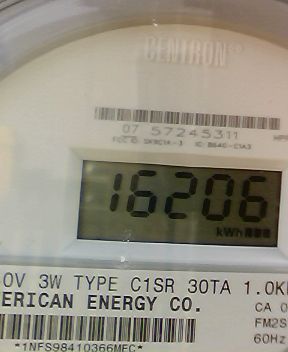 CENTRON®
07 57245311
16206
kWh
0V 3W TYPE C1SR 30TA 1.0K
ERICAN ENERGY CO.
CA 0
FM2S
60Hz
*1NFS98410366MEC*